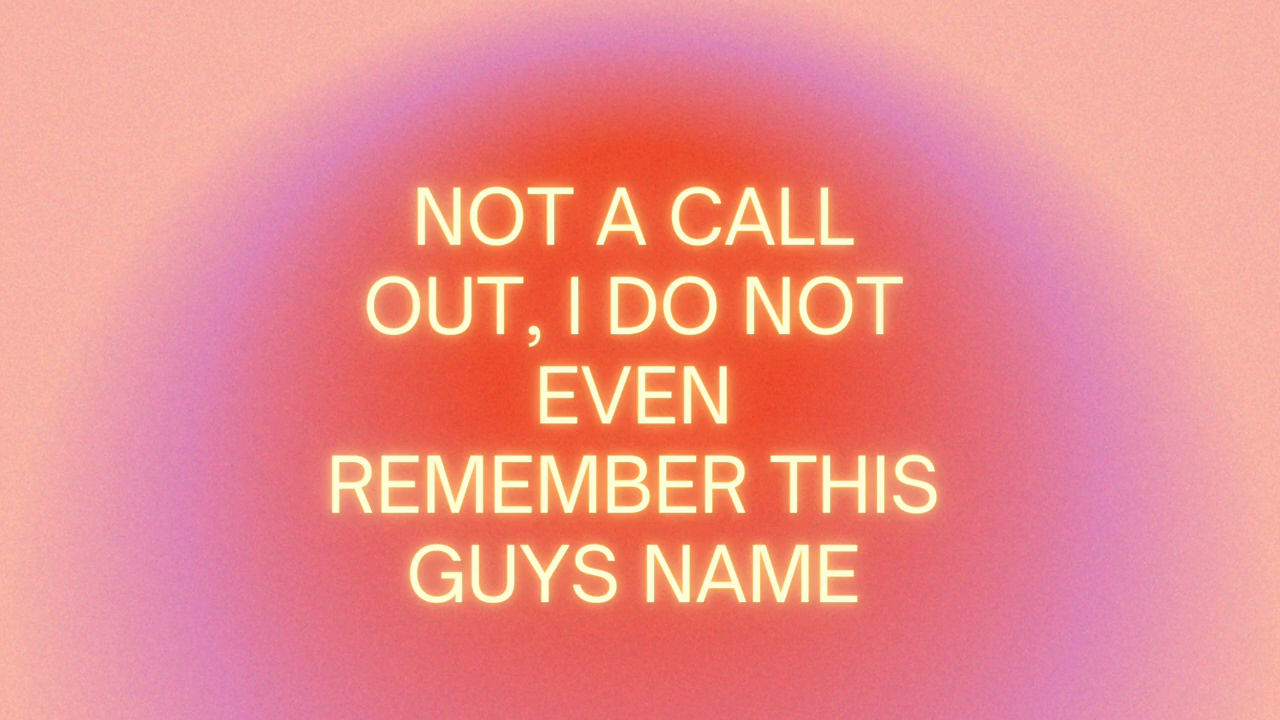 NOT A CALL
OUT, I DO NOT
EVEN
REMEMBER THIS
GUYS NAME